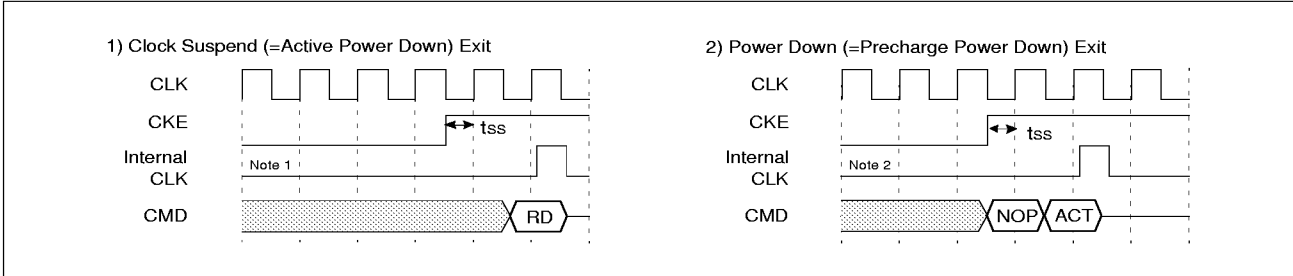 1) Clock Suspend (=Active Power Down) Exit
CLK
CKE
tss
Internal
CLK
Note 1
CMD
RD
2) Power Down (=Precharge Power Down) Exit
CLK
CKE
tss
Internal
CLK
Note 2
CMD
NOP
ACT